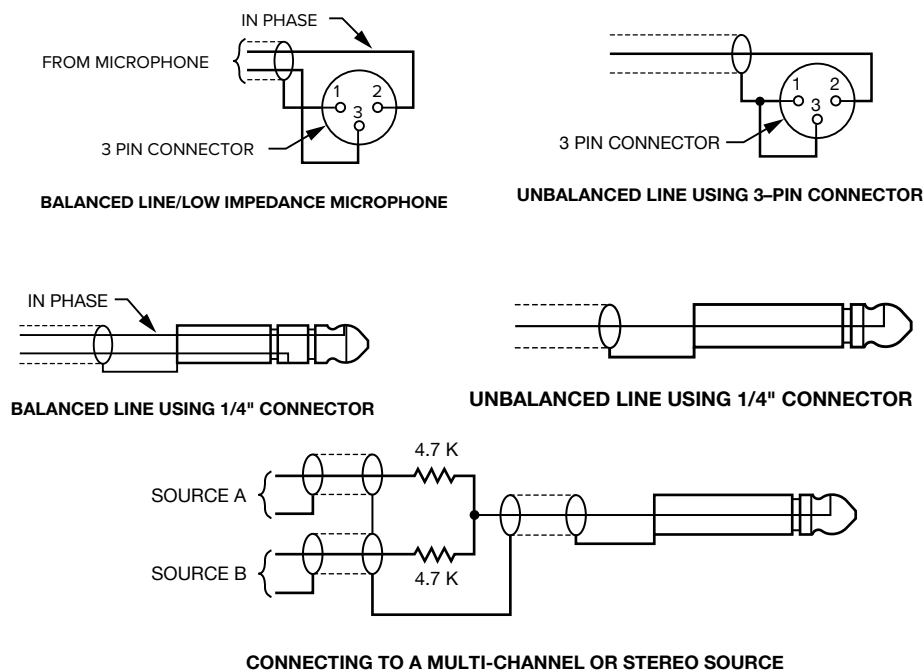 IN PHASE
FROM MICROPHONE
1 2
3
3 PIN CONNECTOR
BALANCED LINE/LOW IMPEDANCE MICROPHONE
1 2
3
3 PIN CONNECTOR
UNBALANCED LINE USING 3–PIN CONNECTOR
IN PHASE
BALANCED LINE USING 1/4" CONNECTOR
UNBALANCED LINE USING 1/4" CONNECTOR
4.7 K
SOURCE A
SOURCE B
4.7 K
CONNECTING TO A MULTI-CHANNEL OR STEREO SOURCE